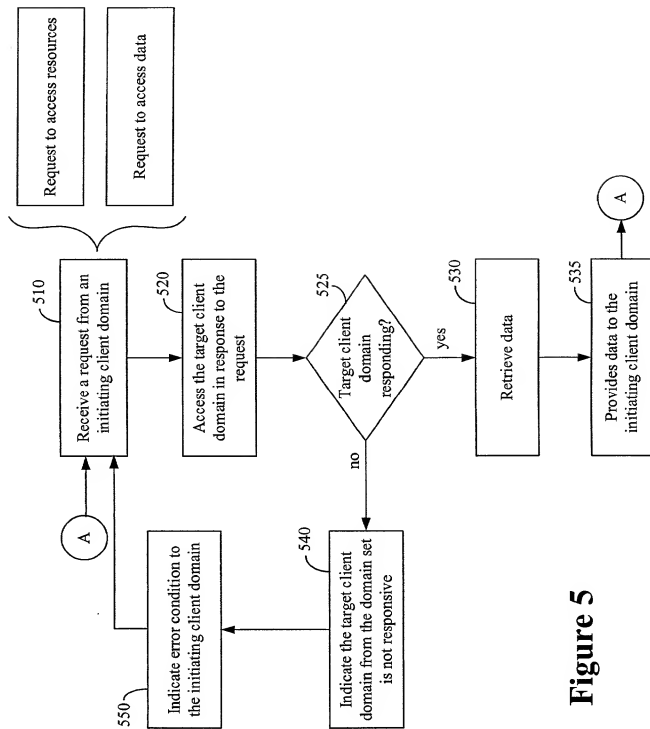 Request to access resources
Request to access data
510
Receive a request from an
initiating client domain
A
520
Access the target client
domain in response to the
request
525
Target client
domain
responding?
yes
no
530
Retrieve data
535
Provides data to the
initiating client domain
A
540
Indicate the target client
domain from the domain set
is not responsive
550
Indicate error condition to
the initiating client domain
Figure 5